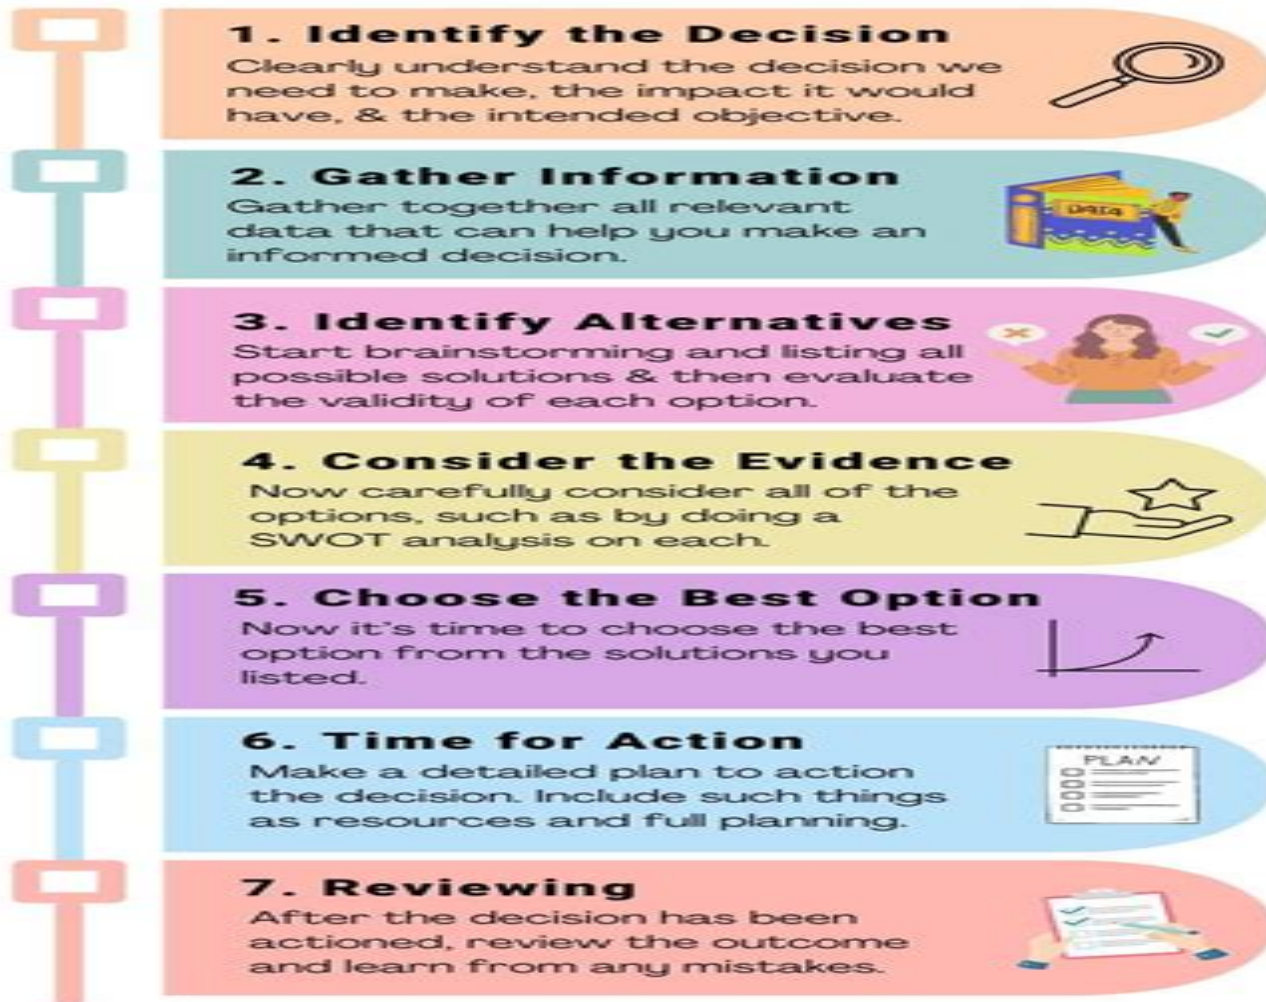 1. Identify the Decision
Clearly understand the decision we
need to make, the impact it would
have, & the intended objective.
2. Gather Information
Gather together all relevant
data that can help you make an
informed decision.
DATA
3. Identify Alternatives
Start brainstorming and listing all
possible solutions & then evaluate
the validity of each option.
4. Consider the Evidence
Now carefully consider all of the
options, such as by doing a
SWOT analysis on each.
5. Choose the Best Option
Now it's time to choose the best
option from the solutions you
listed.
6. Time for Action
Make a detailed plan to action
the decision. Include such things
as resources and full planning.
PLAN
7. Reviewing
After the decision has been
actioned, review the outcome
and learn from any mistakes.